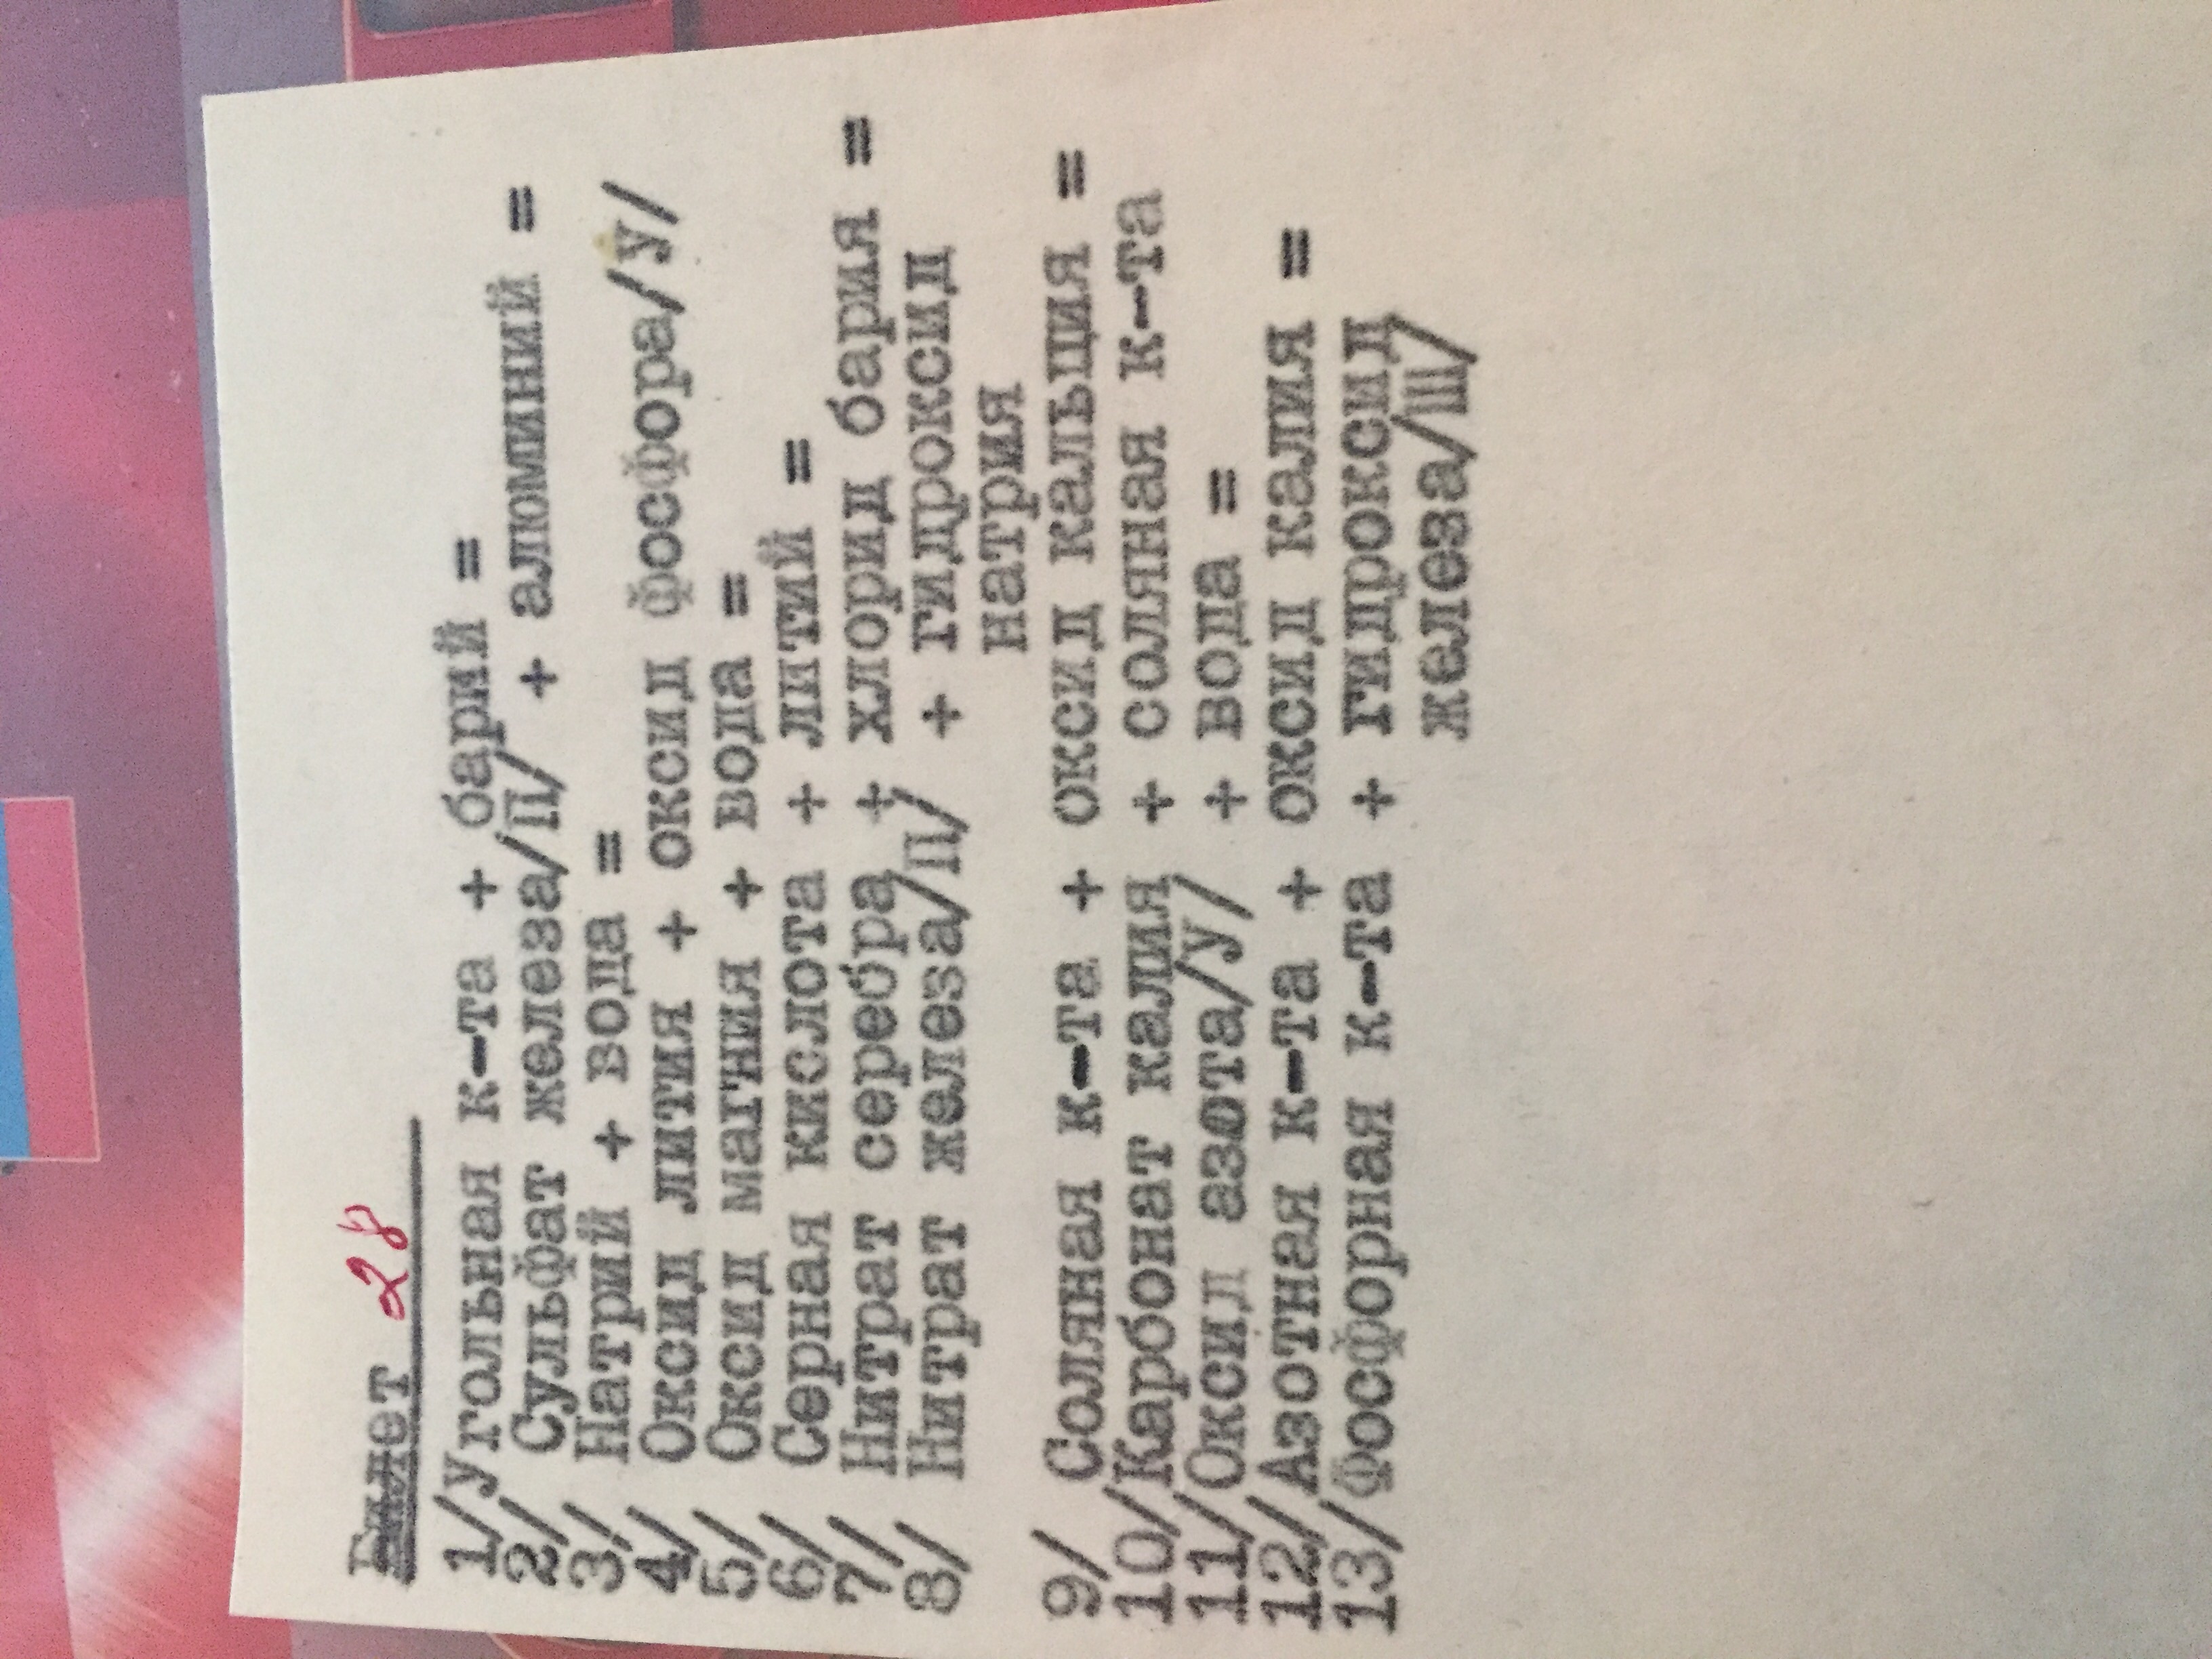 Билет 28
1/Угольная к-та + барий =
2/ Сульфат железа/П/ + алюминий =
3/ Натрий + вода =
4/ Оксид лития + оксид фосфора/У/
5/ Оксид магния + вода =
6/ Серная кислота + литий =
7/ Нитрат серебра + хлорид бария =
8/ Нитрат железа/П/ + гидроксид
натрия
9/ Соляная к-та + оксид кальция =
10/Карбонат калия + соляная к-та
11/Оксид азота/У/ + вода =
12/Азотная к-та + оксид калия =
13/Фосфорная к-та + гидроксид
железа/Ш/